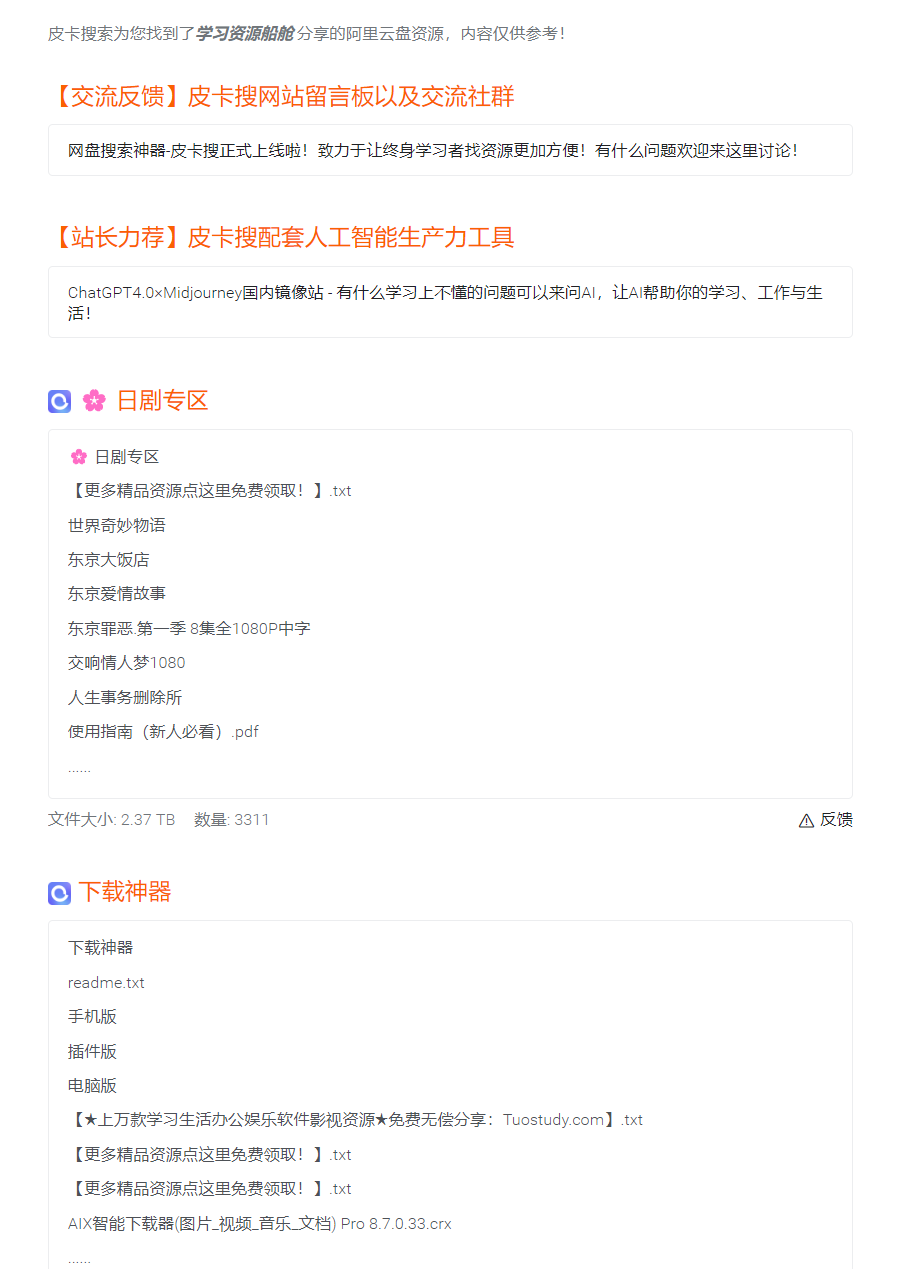 皮卡搜索为您找到了学习资源船舱 分享的阿里云盘资源，内容仅供参考！
【交流反馈】皮卡搜网站留言板以及交流社群
网盘搜索神器-皮卡搜正式上线啦！致力于让终身学习者找资源更加方便！有什么问题欢迎来这里讨论！
【站长力荐】皮卡搜配套人工智能生产力工具
ChatGPT4.0×Midjourney国内镜像站 - 有什么学习上不懂的问题可以来问AI，让AI帮助你的学习、工作与生
活！
日剧专区
日剧专区
【更多精品资源点这里免费领取！】.txt
世界奇妙物语
东京大饭店
东京爱情故事
东京罪恶.第一季 8集全1080P中字
交响情人梦1080
人生事务删除所
使用指南（新人必看）.pdf
......
文件大小: 2.37 TB 数量: 3311 反馈
下载神器
下载神器
readme.txt
手机版
插件版
电脑版
【★上万款学习生活办公娱乐软件影视资源★免费无偿分享：Tuostudy.com】.txt
【更多精品资源点这里免费领取！】.txt
【更多精品资源点这里免费领取！】.txt
AIX智能下载器(图片_视频_音乐_文档) Pro 8.7.0.33.crx
......